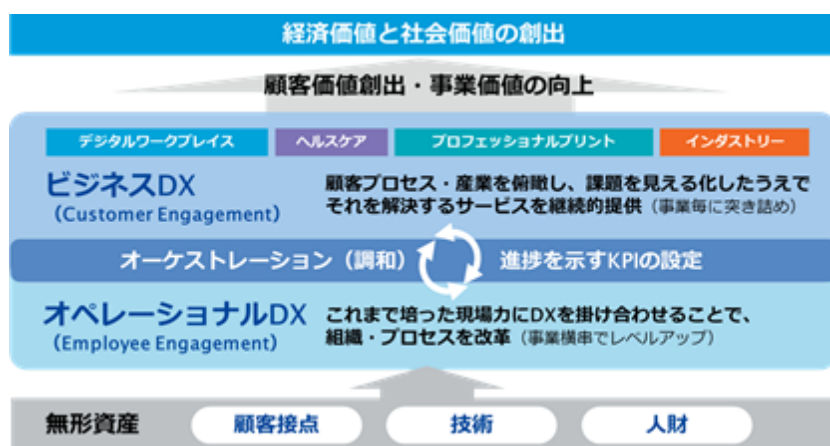 経済価値と社会価値の創出
顧客価値創出・事業価値の向上
デジタルワークプレイス
ヘルスケア
プロフェッショナルプリント
インダストリー
ビジネスDX
(Customer Engagement)
顧客プロセス・産業を俯瞰し、課題を見える化したうえで
それを解決するサービスを継続的提供（事業毎に突き詰め）
オーケストレーション（調和）
進捗を示すKPIの設定
オペレーショナルDX
(Employee Engagement)
これまで培った現場力にDXを掛け合わせることで、
組織・プロセスを改革（事業横串でレベルアップ）
無形資産
顧客接点
技術
人財